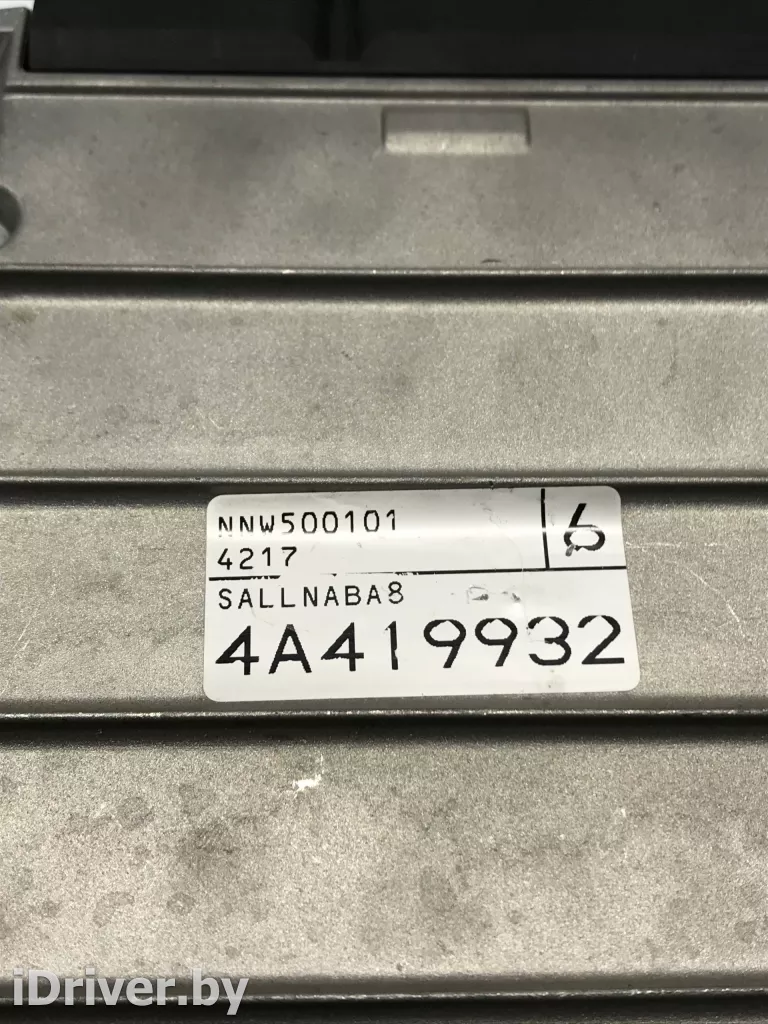 NNW500101
6
4217
SALLNABA8
4A419932
iDriver.by